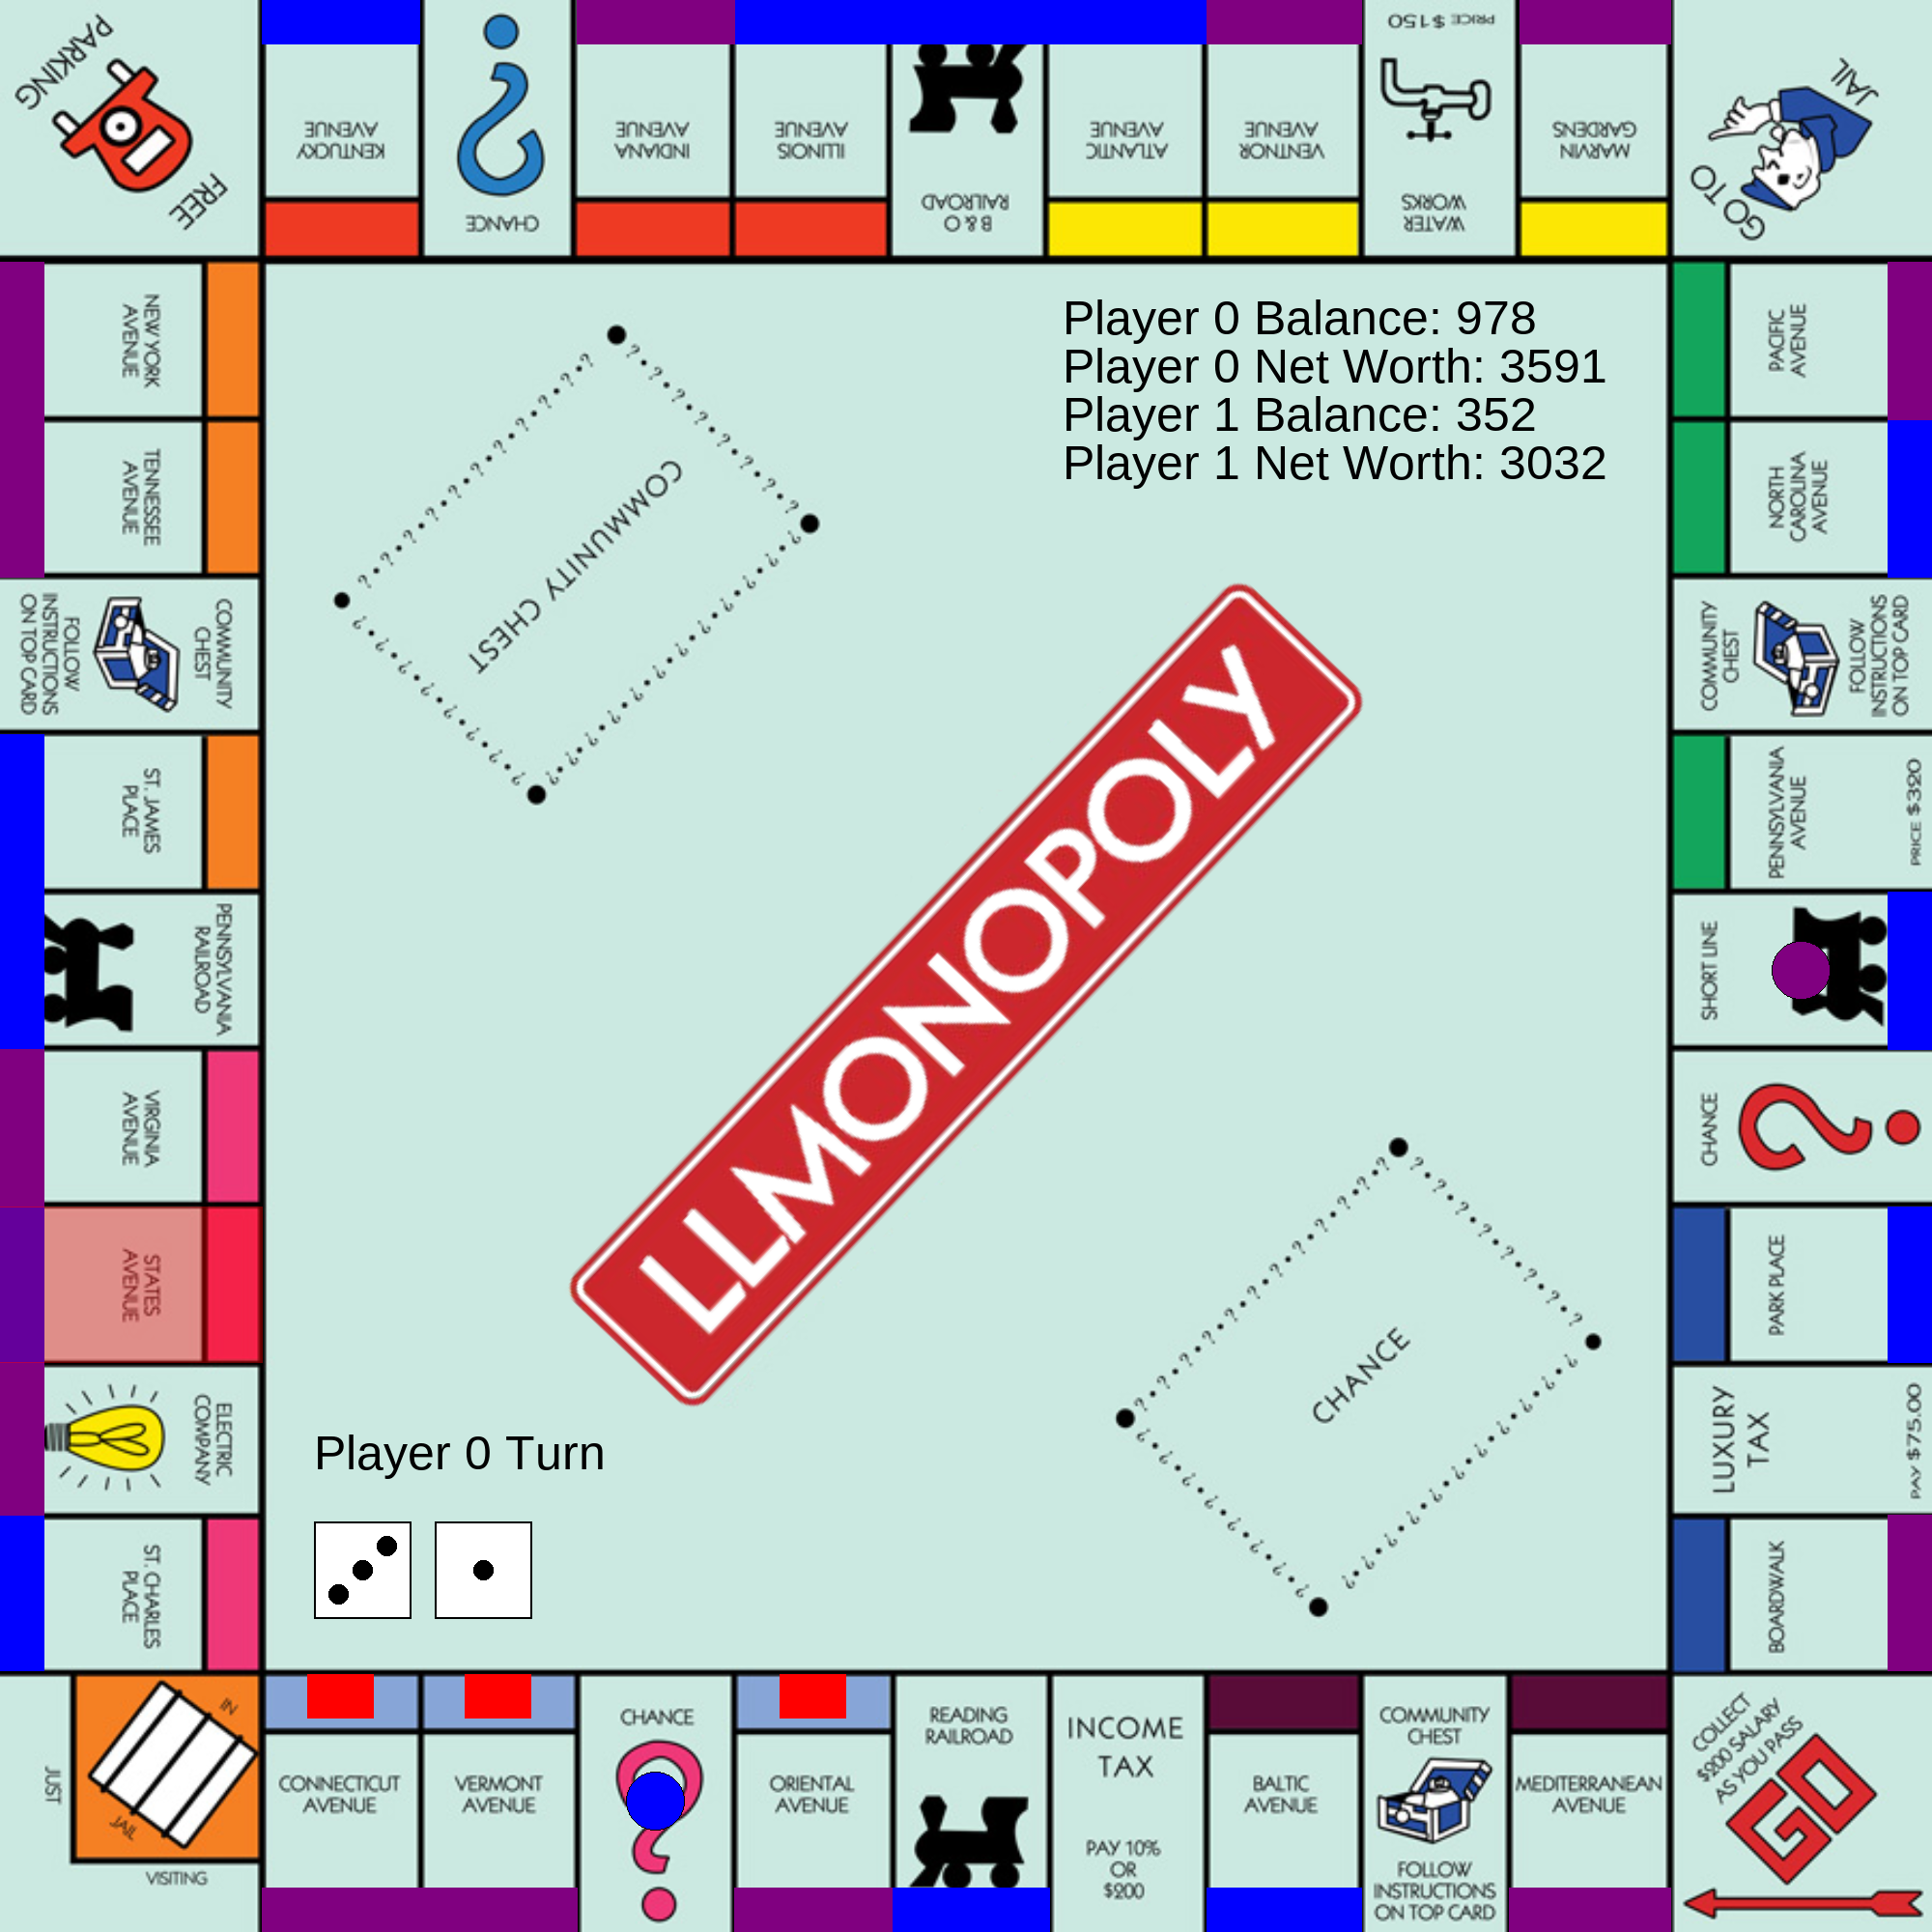 FREE
PARKING
KENTUCKY
AVENUE
CHANCE
INDIANA
AVENUE
ILLINOIS
AVENUE
B & O
RAILROAD
ATLANTIC
AVENUE
VENTNOR
AVENUE
WATER
WORKS
PRICE $150
MARVIN
GARDENS
GO TO
JAIL
NEW YORK
AVENUE
TENNESSEE
AVENUE
COMMUNITY
CHEST
FOLLOW
INSTRUCTIONS
ON TOP CARD
ST. JAMES
PLACE
PENNSYLVANIA
RAILROAD
VIRGINIA
AVENUE
STATES
AVENUE
ELECTRIC
COMPANY
ST. CHARLES
PLACE
Player 0 Balance: 978
Player 0 Net Worth: 3591
Player 1 Balance: 352
Player 1 Net Worth: 3032
COMMUNITY CHEST
LLMONOPOLY
CHANCE
Player 0 Turn
PACIFIC
AVENUE
NORTH
CAROLINA
AVENUE
COMMUNITY
CHEST
FOLLOW
INSTRUCTIONS
ON TOP CARD
PENNSYLVANIA
AVENUE
PRICE $320
SHORT LINE
CHANCE
PARK PLACE
LUXURY
TAX
PAY $75.00
BOARDWALK
JUST
VISITING
IN
JAIL
CONNECTICUT
AVENUE
VERMONT
AVENUE
CHANCE
ORIENTAL
AVENUE
READING
RAILROAD
INCOME
TAX
PAY 10%
OR
$200
BALTIC
AVENUE
COMMUNITY
CHEST
FOLLOW
INSTRUCTIONS
ON TOP CARD
MEDITERRANEAN
AVENUE
COLLECT
$200 SALARY
AS YOU PASS
GO